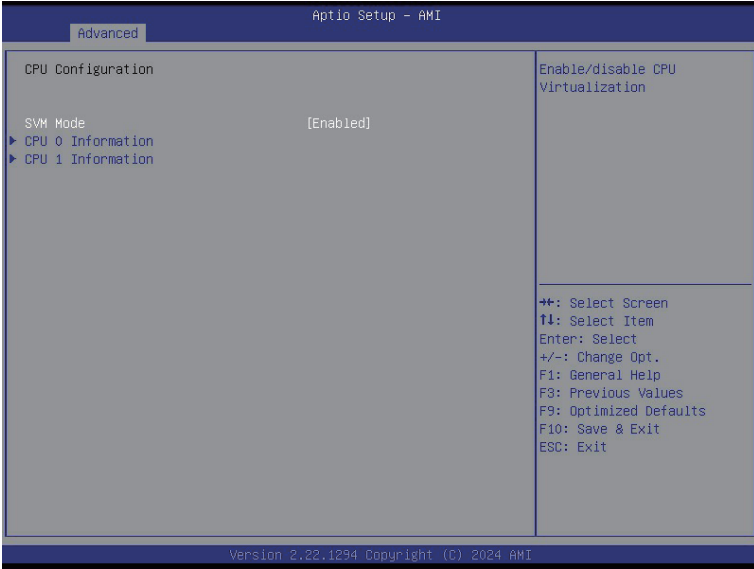 Aptio Setup – AMI
Advanced
CPU Configuration
SVM Mode [Enabled]
▶ CPU 0 Information
▶ CPU 1 Information
Enable/disable CPU
Virtualization
→←: Select Screen
↑↓: Select Item
Enter: Select
+/-: Change Opt.
F1: General Help
F3: Previous Values
F9: Optimized Defaults
F10: Save & Exit
ESC: Exit
Version 2.22.1294 Copyright (C) 2024 AMI